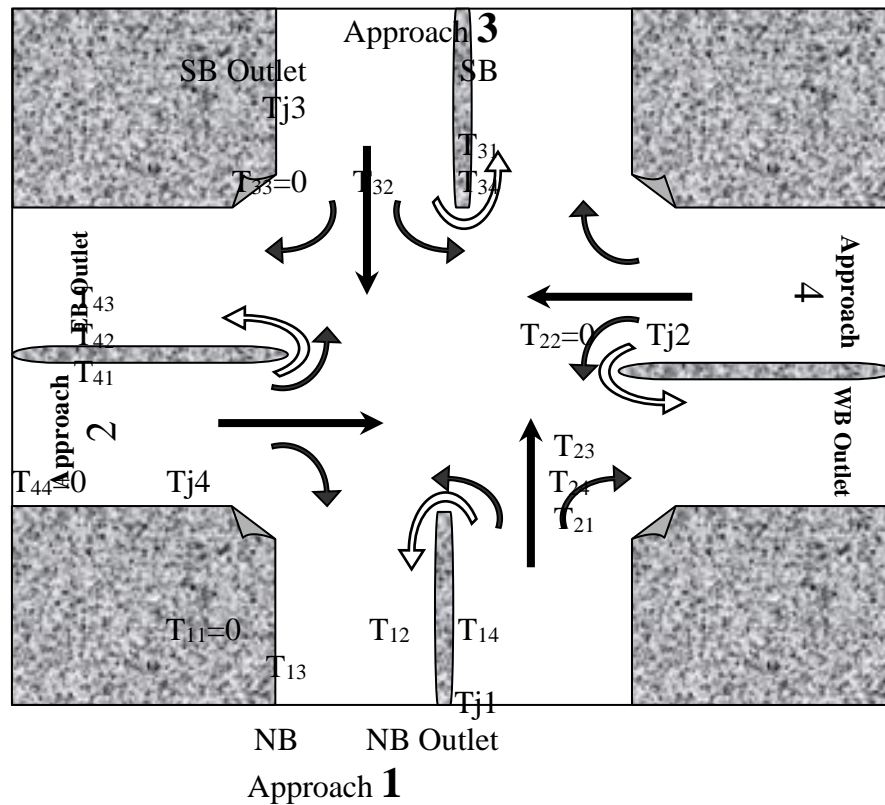 Approach 3
SB Outlet SB
Tj3
T₃₁
T₃₃=0 T₃₂ T₃₄
EB Outlet
T₄₃
T₄₂
T₄₁
Approach
2
T₄₄=0 Tj4
Approach
4
T₂₂=0 Tj2
WB Outlet
T₂₃
T₂₄
T₂₁
T₁₁=0 T₁₂ T₁₄
T₁₃
Tj1
NB NB Outlet
Approach 1